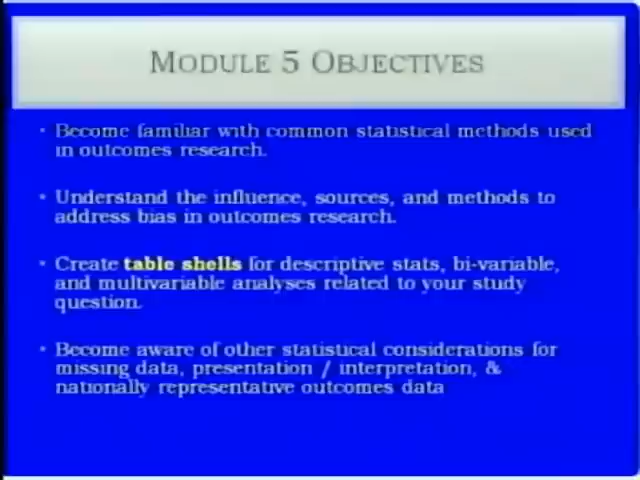 MODULE 5 OBJECTIVES
• Become familiar with common statistical methods used
in outcomes research.
• Understand the influence, sources, and methods to
address bias in outcomes research.
• Create table shells for descriptive stats, bi-variable,
and multivariable analyses related to your study
question.
• Become aware of other statistical considerations for
missing data, presentation / interpretation, &
nationally representative outcomes data